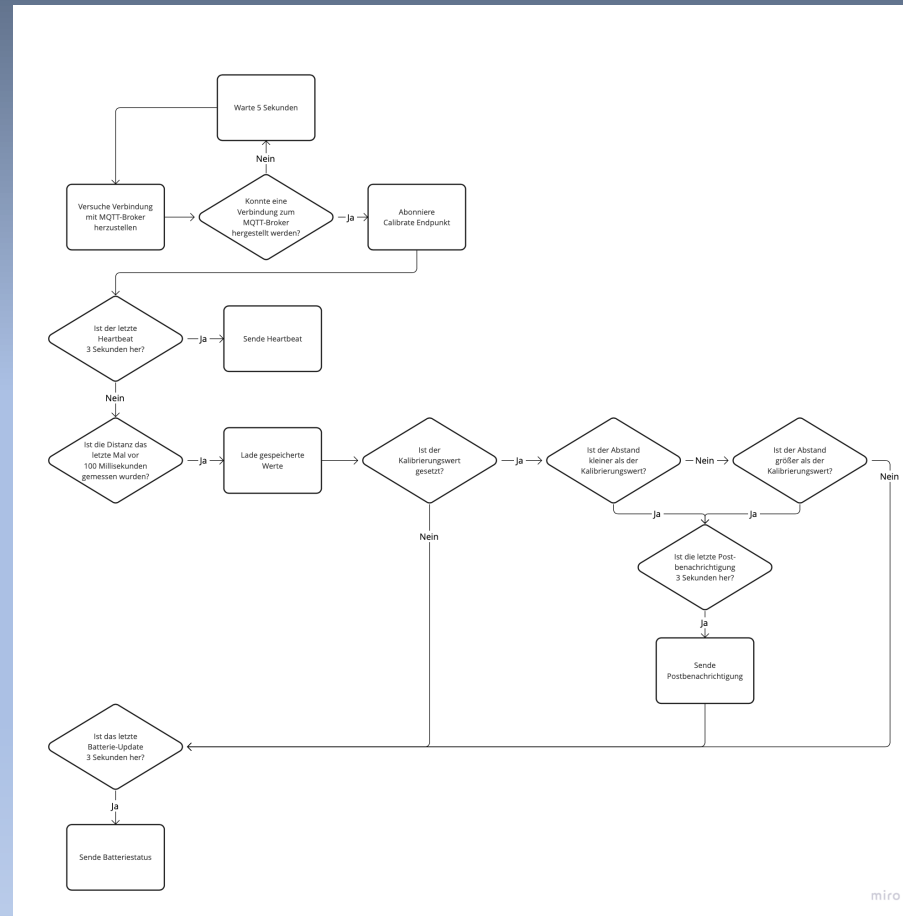 Warte 5 Sekunden
Nein
Versuche Verbindung
mit MQTT-Broker
herzustellen
Konnte eine
Verbindung zum
MQTT-Broker
hergestellt werden?
Ja
Abonniere
Calibrate Endpunkt
Ist der letzte
Heartbeat
3 Sekunden her?
Ja
Sende Heartbeat
Nein
Ist die Distanz das
letzte Mal vor
100 Millisekunden
gemessen wurden?
Ja
Lade gespeicherte
Werte
Ist der
Kalibrierungswert
gesetzt?
Ja
Ist der Abstand
kleiner als der
Kalibrierungswert?
Nein
Ist der Abstand
größer als der
Kalibrierungswert?
Nein
Ja
Ja
Nein
Ist die letzte Post-
benachrichtigung
3 Sekunden her?
Ja
Sende
Postbenachrichtigung
Ist das letzte
Batterie-Update
3 Sekunden her?
Ja
Sende Batteriestatus
miro